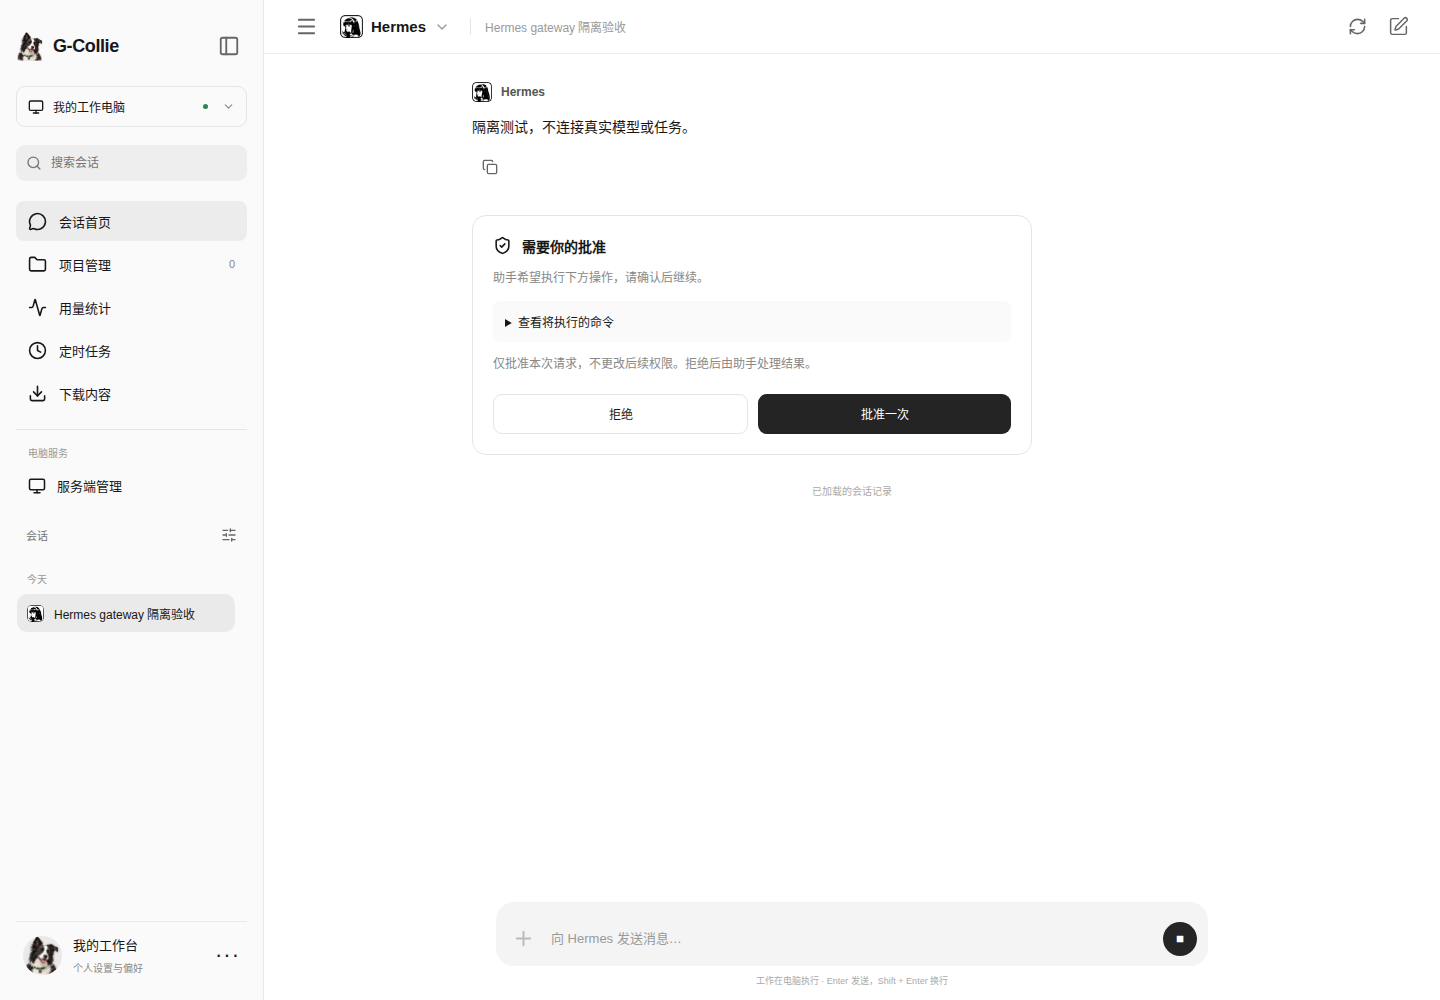 G-Collie
我的工作电脑
搜索会话
会话首页
项目管理 0
用量统计
定时任务
下载内容
电脑服务
服务端管理
会话
今天
Hermes gateway 隔离验收
我的工作台
个人设置与偏好
Hermes
Hermes gateway 隔离验收
Hermes
隔离测试，不连接真实模型或任务。
需要你的批准
助手希望执行下方操作，请确认后继续。
查看将执行的命令
仅批准本次请求，不更改后续权限。拒绝后由助手处理结果。
拒绝
批准一次
已加载的会话记录
向 Hermes 发送消息…
工作在电脑执行 · Enter 发送，Shift + Enter 换行